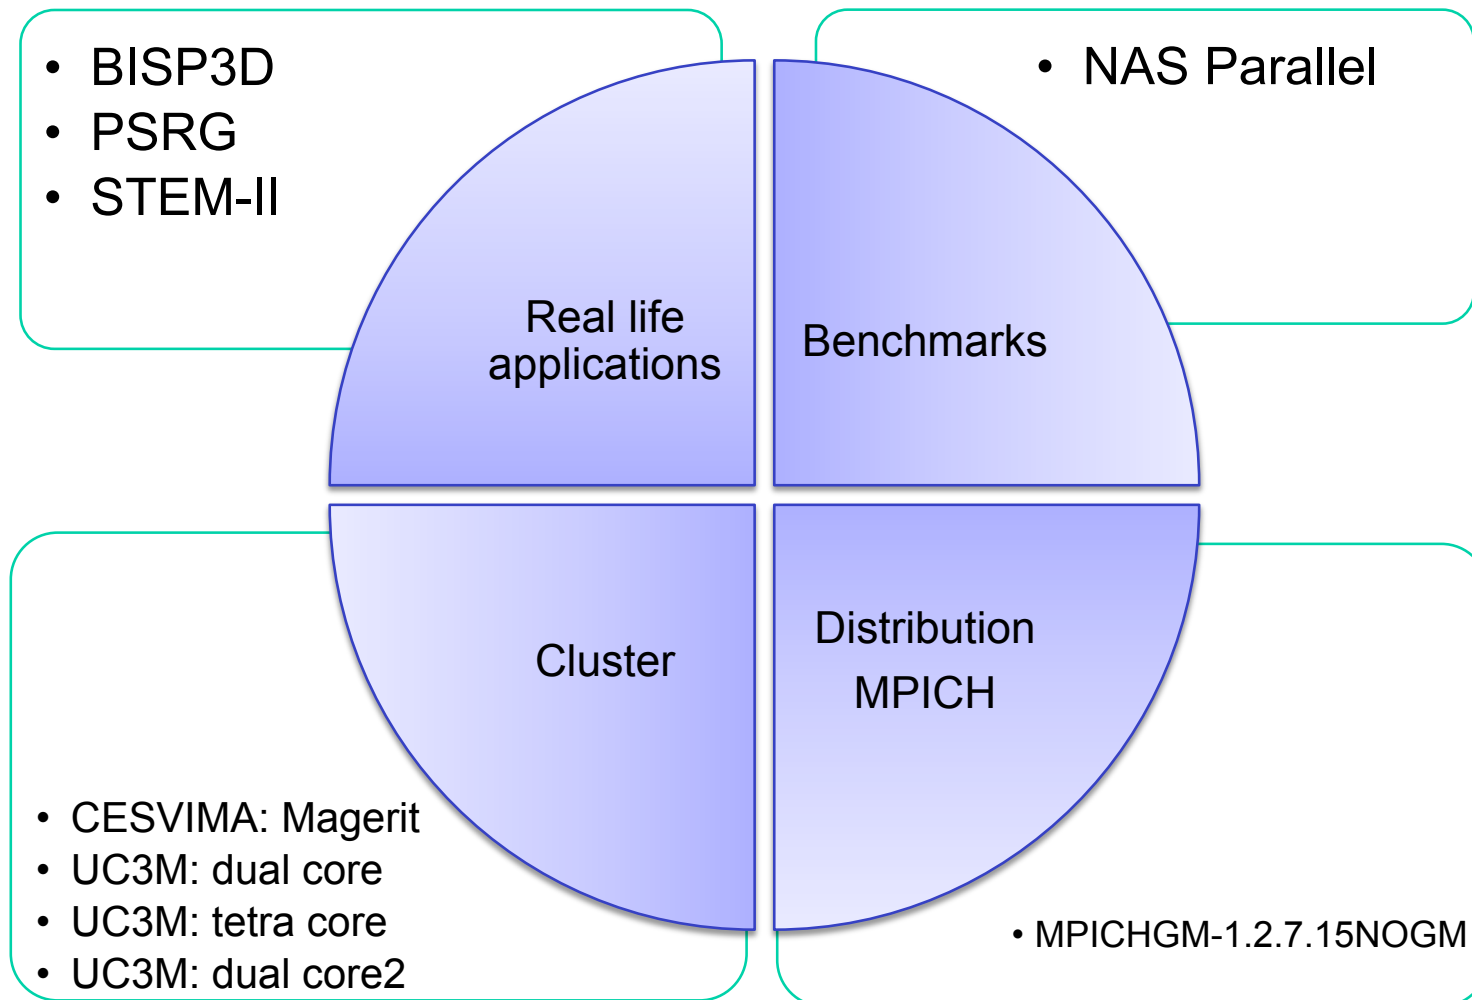 • BISP3D
• PSRG
• STEM-II
• NAS Parallel
Real life
applications
Benchmarks
Cluster
Distribution
MPICH
• CESVIMA: Magerit
• UC3M: dual core
• UC3M: tetra core
• UC3M: dual core2
• MPICHGM-1.2.7.15NOGM